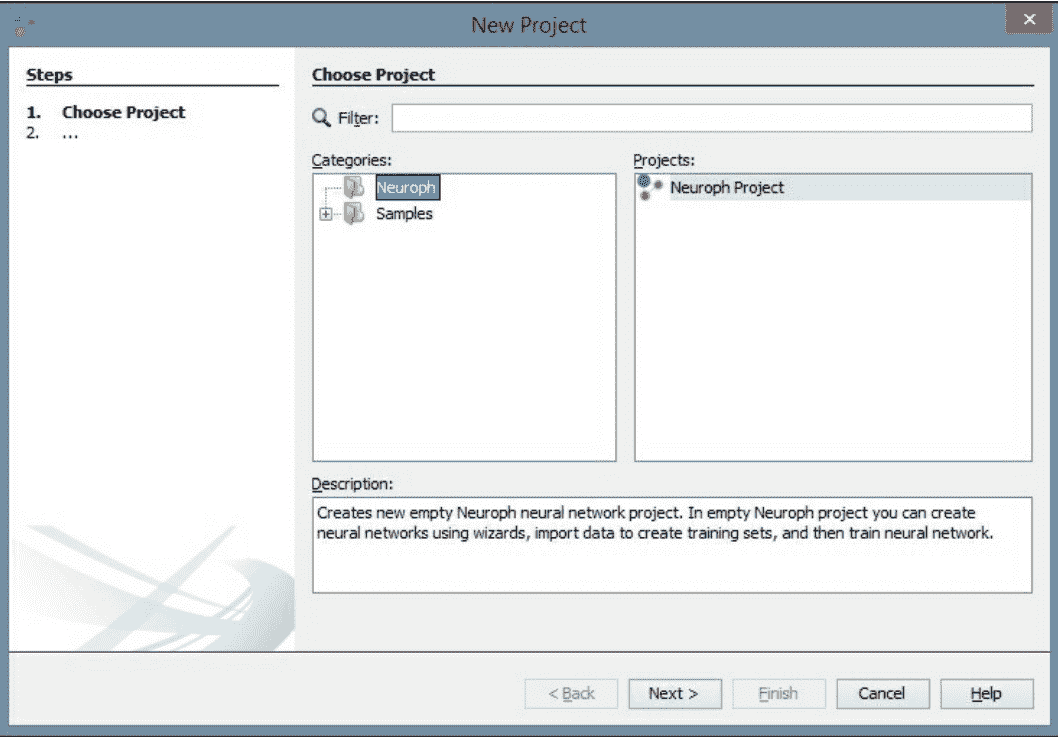 New Project
Steps
1. Choose Project
2. ...
Choose Project
Filter:
Categories:
Neuroph
Samples
Projects:
Neuroph Project
Description:
Creates new empty Neuroph neural network project. In empty Neuroph project you can create
neural networks using wizards, import data to create training sets, and then train neural network.
< Back
Next >
Finish
Cancel
Help